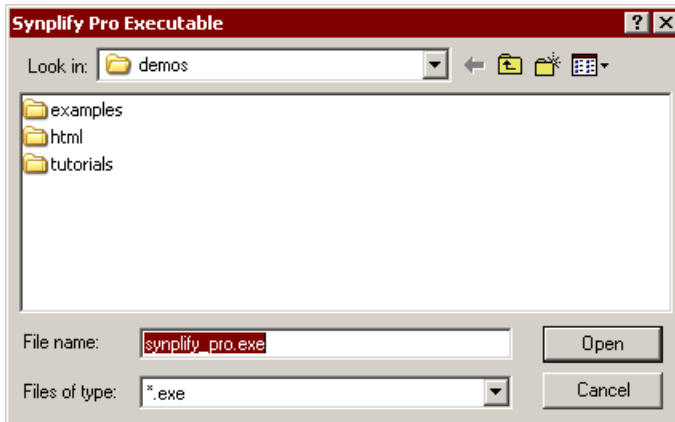 Synplify Pro Executable
Look in: demos
examples
html
tutorials
File name: synplify_pro.exe Open
Files of type: *.exe Cancel